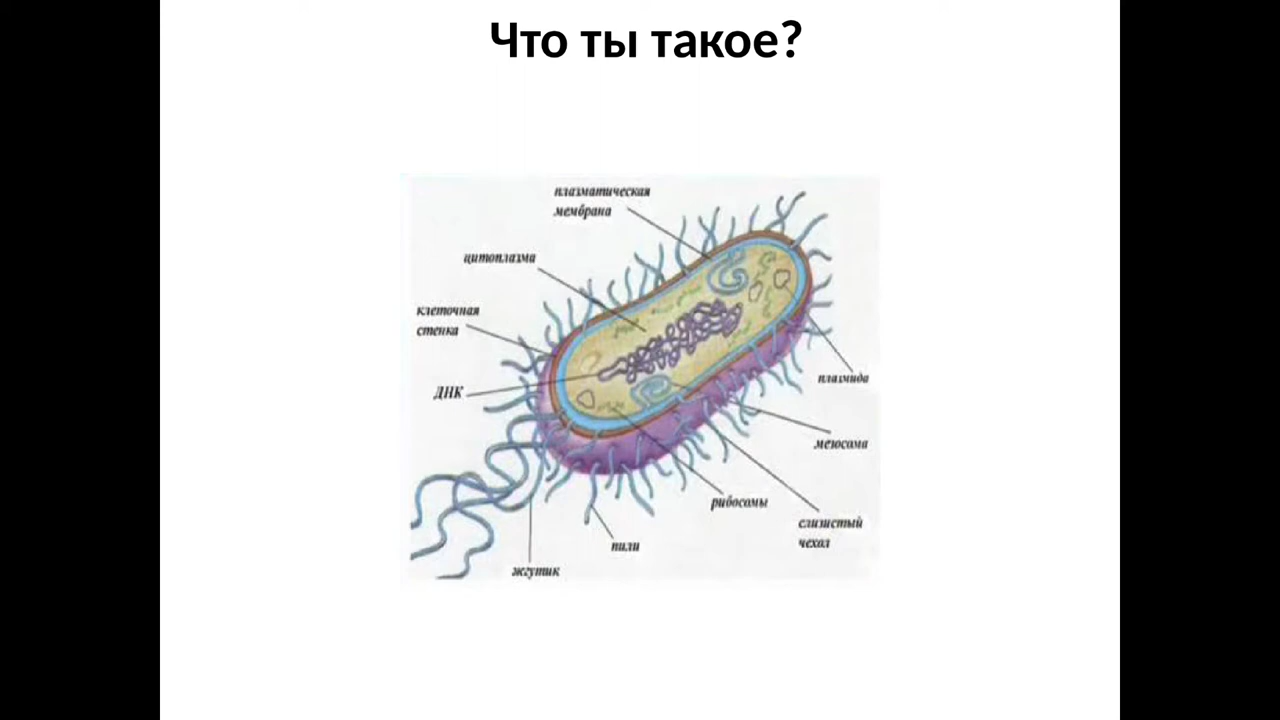 Что ты такое?
плазматическая
мембрана
цитоплазма
клеточная
стенка
ДНК
плазмида
мезосома
рибосомы
слизистый
чехол
пили
жгутик